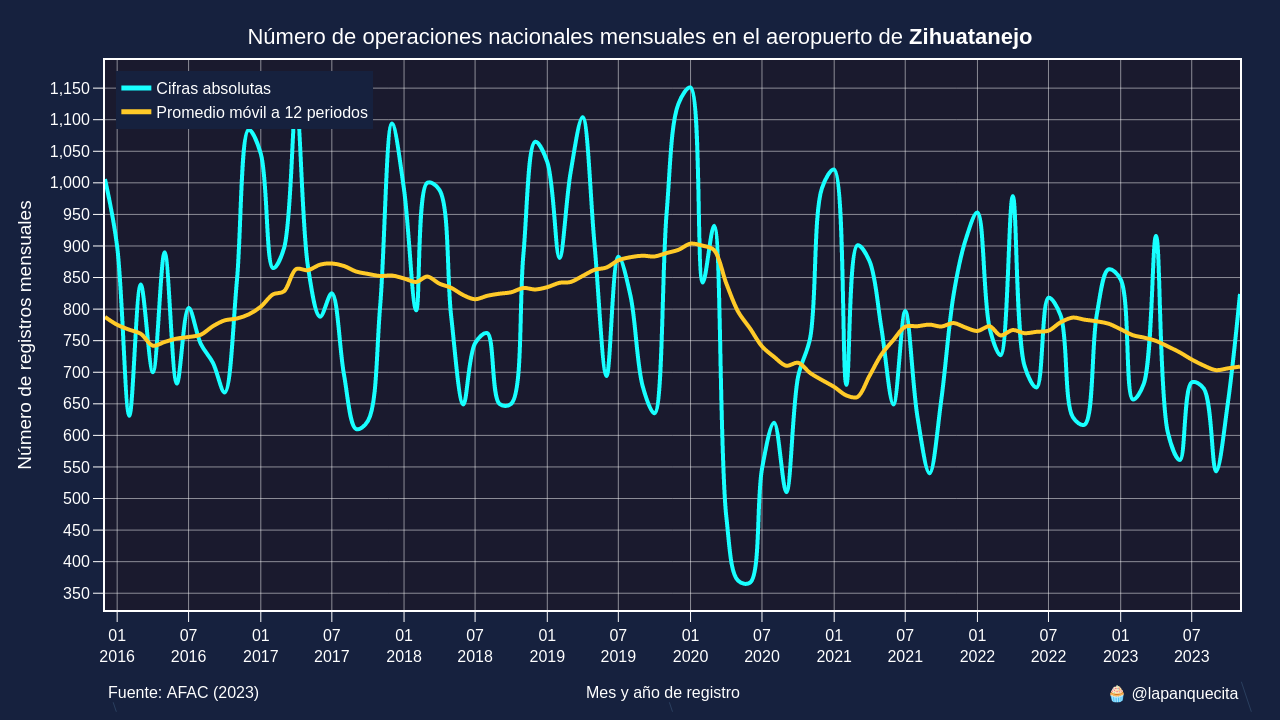 Número de operaciones nacionales mensuales en el aeropuerto de Zihuatanejo
Cifras absolutas
Promedio móvil a 12 periodos
Número de registros mensuales
1,150
1,100
1,050
1,000
950
900
850
800
750
700
650
600
550
500
450
400
350
01 07 01 07 01 07 01 07 01 07 01 07 01 07 01 07
2016 2016 2017 2017 2018 2018 2019 2019 2020 2020 2021 2021 2022 2022 2023 2023
Fuente: AFAC (2023) Mes y año de registro 🧁 @lapanquecita